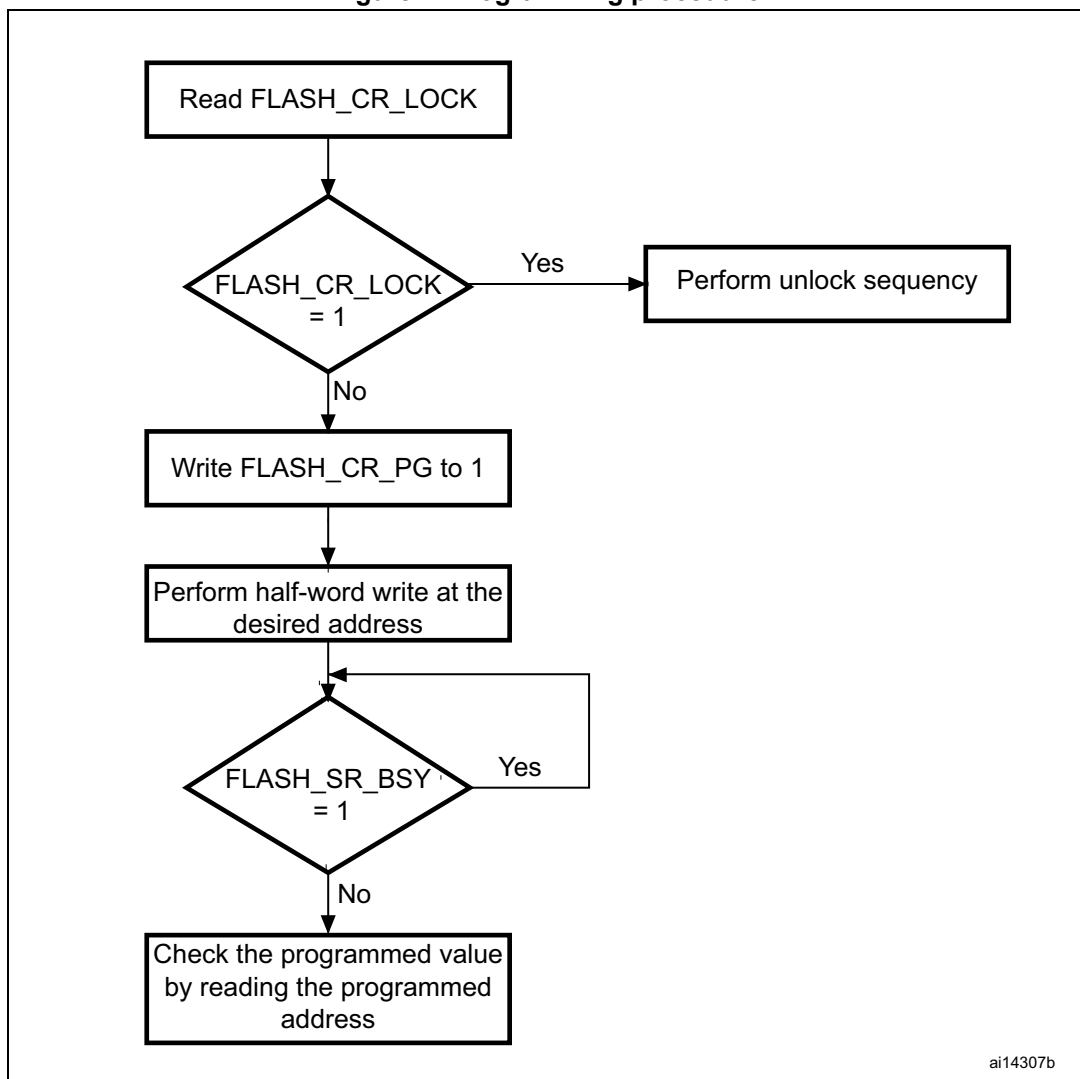 Read FLASH_CR_LOCK
FLASH_CR_LOCK
= 1
Yes
Perform unlock sequency
No
Write FLASH_CR_PG to 1
Perform half-word write at the
desired address
FLASH_SR_BSY
= 1
Yes
No
Check the programmed value
by reading the programmed
address
ai14307b